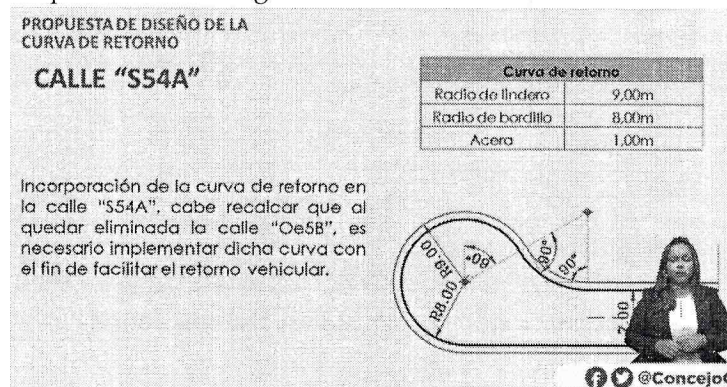 PROPUESTA DE DISEÑO DE LA
CURVA DE RETORNO
CALLE “S54A”
Curva de retorno
Radio de lindero 9,00m
Radio de bordillo 8,00m
Acera 1,00m
Incorporación de la curva de retorno en
la calle “S54A”, cabe recalcar que al
quedar eliminada la calle “Oe5B”, es
necesario implementar dicha curva con
el fin de facilitar el retorno vehicular.
R9.00
90°
90°
90°
R8.00
7.00
@Concejo